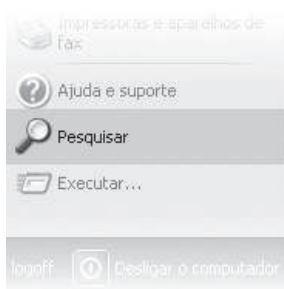 Impressoras e aparelhos de
fax
Ajuda e suporte
Pesquisar
Executar...
logoff Desligar o computador